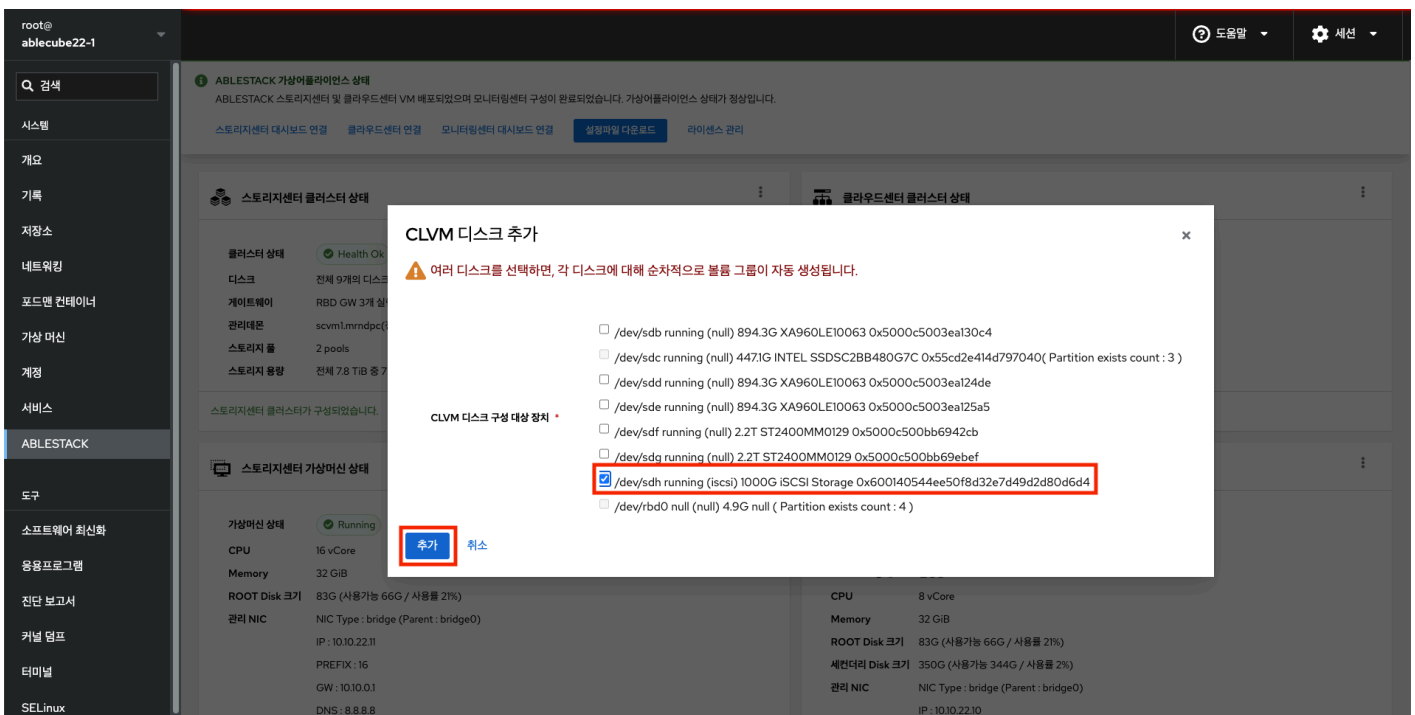 root@
ablecube22-1
도움말
세션
검색
시스템
개요
기록
저장소
네트워킹
포드맨 컨테이너
가상 머신
계정
서비스
ABLESTACK
도구
소프트웨어 최신화
응용프로그램
진단 보고서
커널 덤프
터미널
SELinux
ABLESTACK 가상어플라이언스 상태
ABLESTACK 스토리지센터 및 클라우드센터 VM 배포되었으며 모니터링센터 구성이 완료되었습니다. 가상어플라이언스 상태가 정상입니다.
스토리지센터 대시보드 연결 클라우드센터 연결 모니터링센터 대시보드 연결 설정파일 다운로드 라이센스 관리
스토리지센터 클러스터 상태
클러스터 상태 Health Ok
디스크 전체 9개의 디스크
게이트웨이 RBD GW 3개
관리데몬 scvm1.mrndpc(
스토리지 풀 2 pools
스토리지 용량 전체 7.8 TiB 중 7
스토리지센터 클러스터가 구성되었습니다.
클라우드센터 클러스터 상태
CLVM 디스크 추가
여러 디스크를 선택하면, 각 디스크에 대해 순차적으로 볼륨 그룹이 자동 생성됩니다.
CLVM 디스크 구성 대상 장치 *
/dev/sdb running (null) 894.3G XA960LE10063 0x5000c5003ea130c4
/dev/sdc running (null) 447.1G INTEL SSDSC2BB480G7C 0x55cd2e414d797040( Partition exists count : 3 )
/dev/sdd running (null) 894.3G XA960LE10063 0x5000c5003ea124de
/dev/sde running (null) 894.3G XA960LE10063 0x5000c5003ea125a5
/dev/sdf running (null) 2.2T ST2400MM0129 0x5000c500bb6942cb
/dev/sdg running (null) 2.2T ST2400MM0129 0x5000c500bb69ebef
/dev/sdh running (iscsi) 1000G iSCSI Storage 0x600140544ee50f8d32e7d49d2d80d6d4
/dev/rbd0 null (null) 4.9G null ( Partition exists count : 4 )
추가 취소
스토리지센터 가상머신 상태
가상머신 상태 Running
CPU 16 vCore
Memory 32 GiB
ROOT Disk 크기 83G (사용가능 66G / 사용률 21%)
관리 NIC NIC Type : bridge (Parent : bridge0)
IP : 10.10.22.11
PREFIX : 16
GW : 10.10.0.1
DNS : 8.8.8.8
CPU 8 vCore
Memory 32 GiB
ROOT Disk 크기 83G (사용가능 66G / 사용률 21%)
세컨더리 Disk 크기 350G (사용가능 344G / 사용률 2%)
관리 NIC NIC Type : bridge (Parent : bridge0)
IP : 10.10.22.10